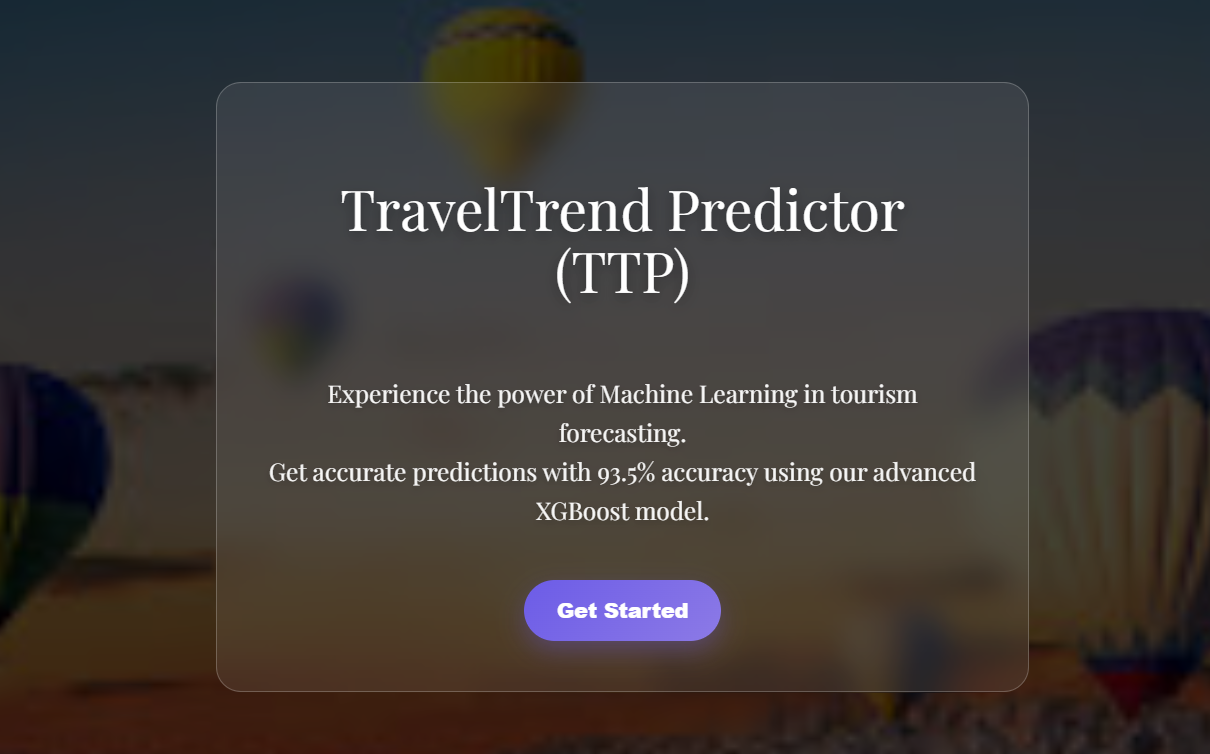 TravelTrend Predictor
(TTP)
Experience the power of Machine Learning in tourism
forecasting.
Get accurate predictions with 93.5% accuracy using our advanced
XGBoost model.
Get Started